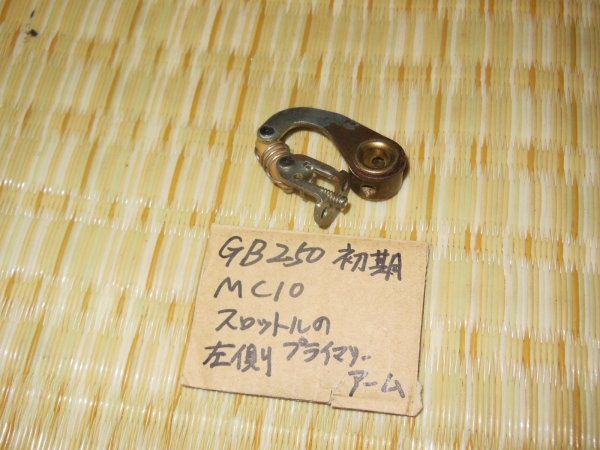 GB250 初期
MC10
スロットルの
左側 プライマリー
アーム